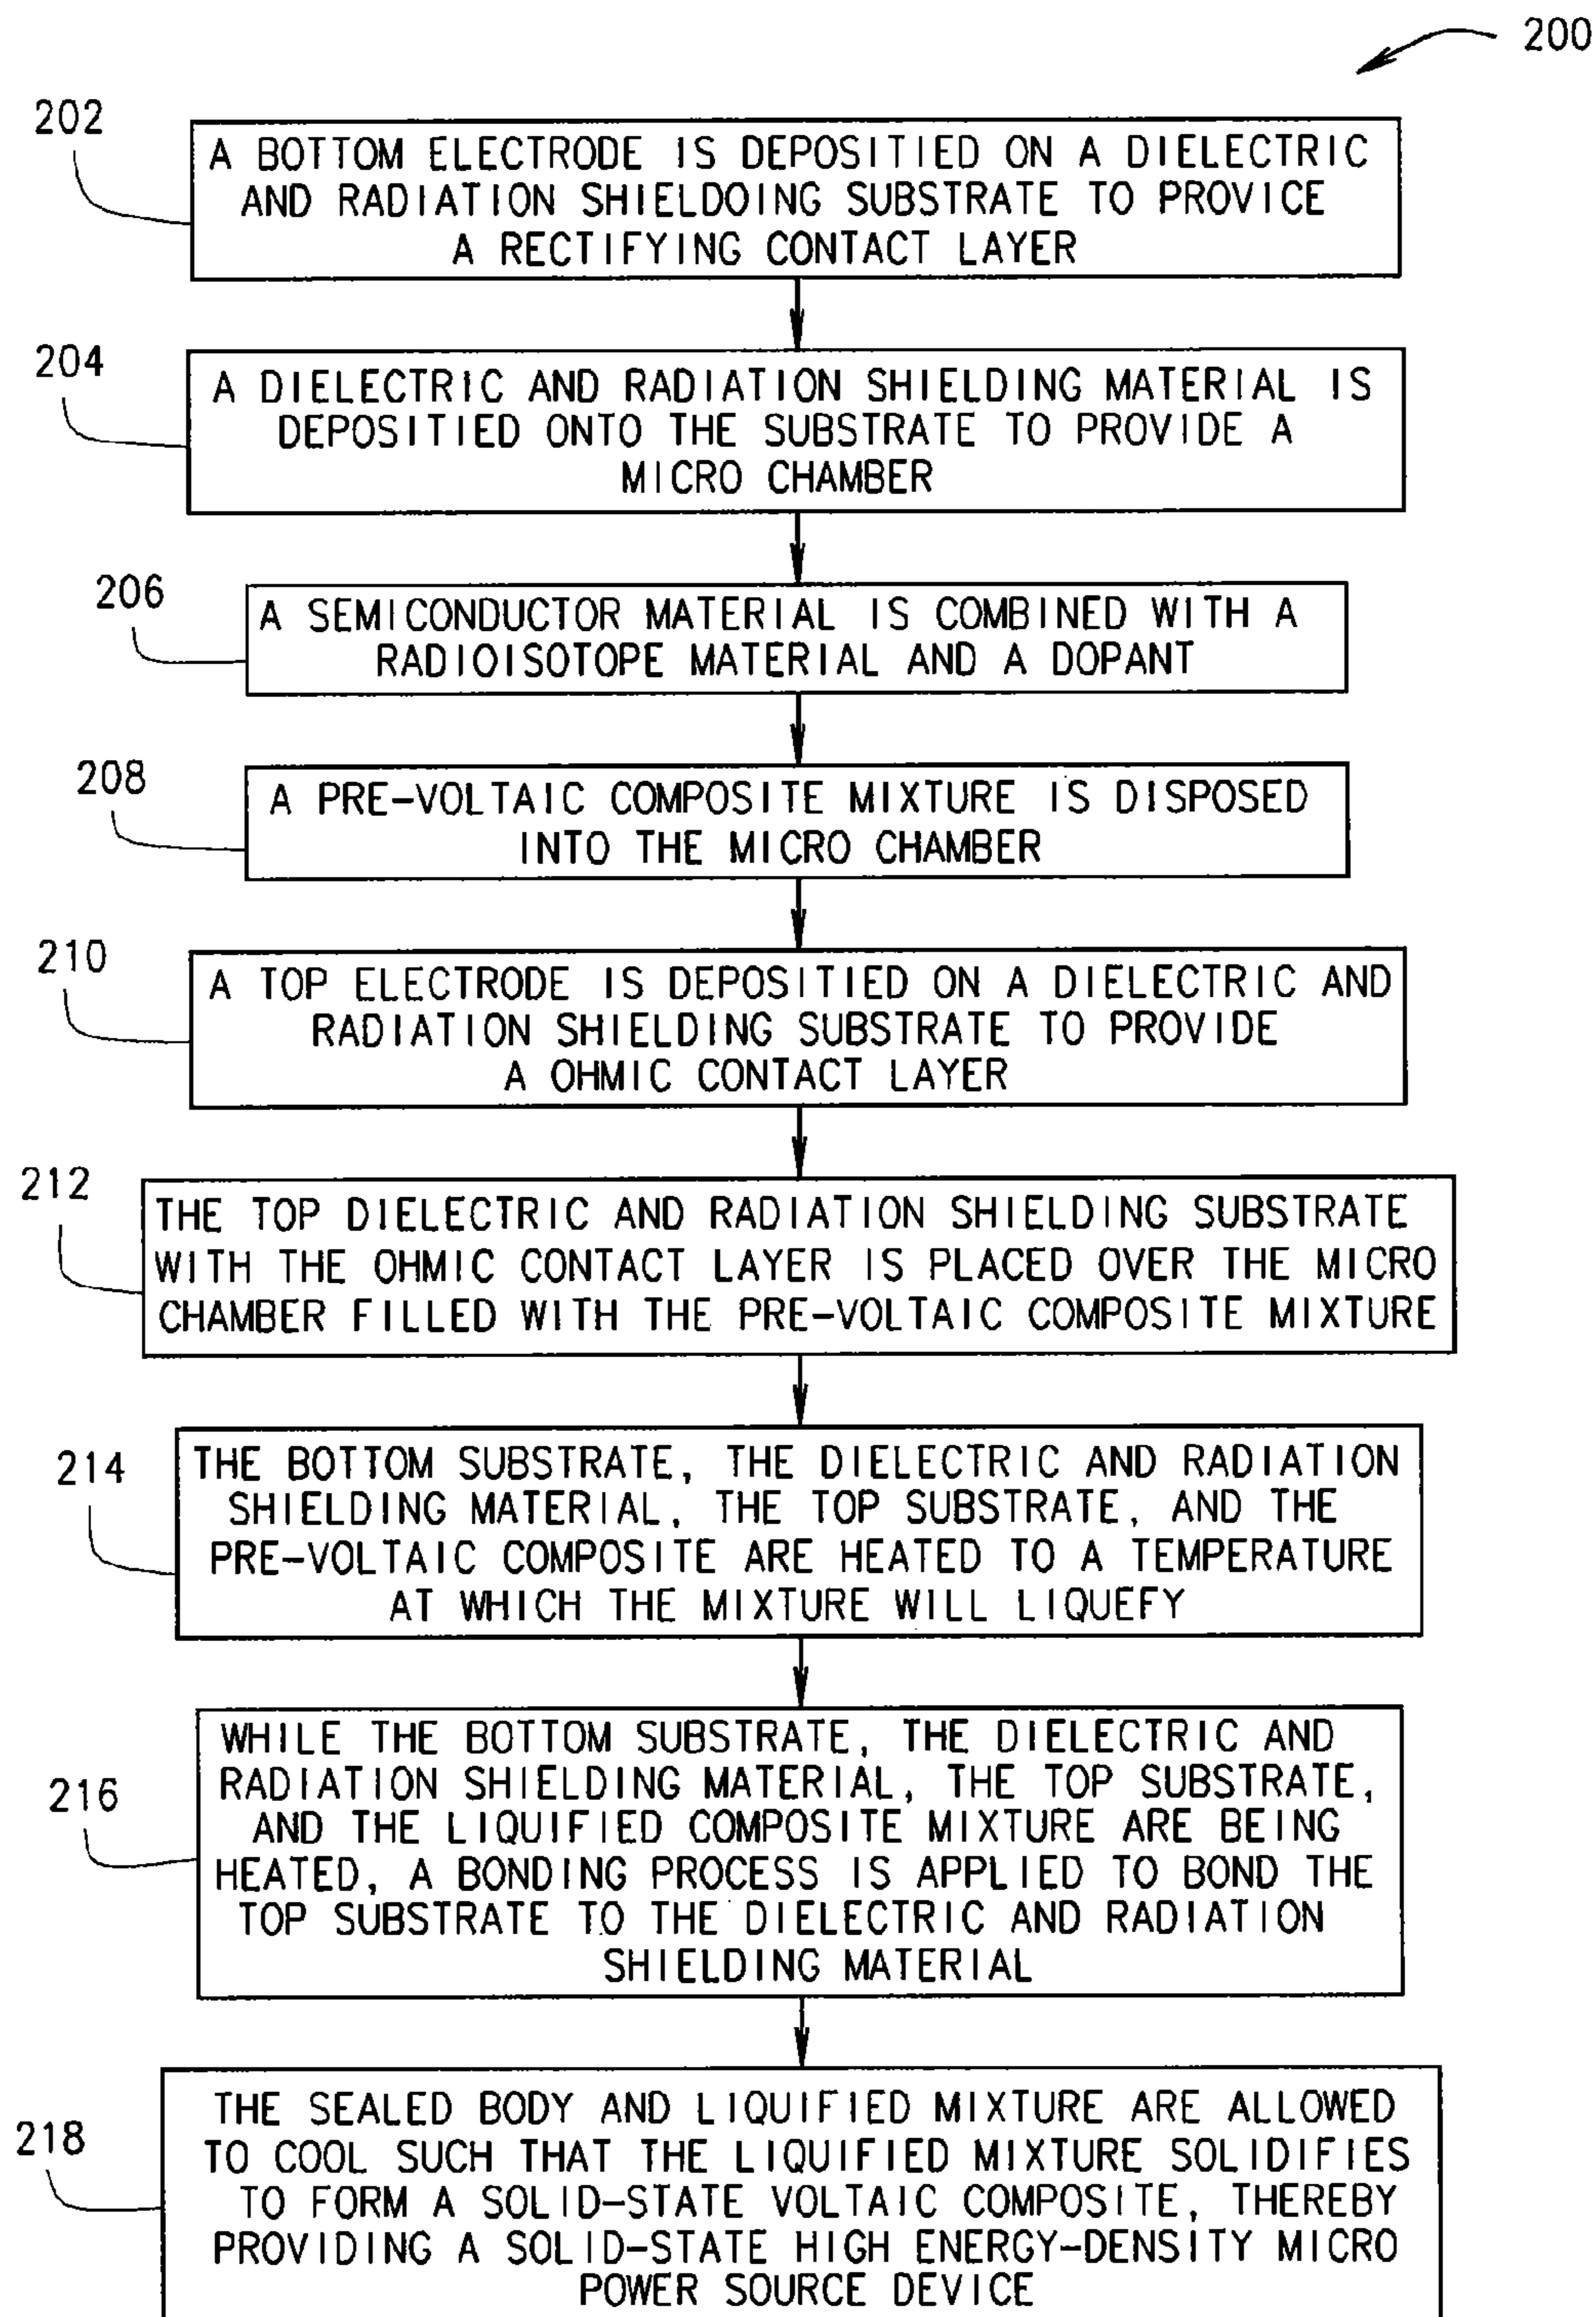 200
202
A BOTTOM ELECTRODE IS DEPOSITIED ON A DIELECTRIC
AND RADIATION SHIELDOING SUBSTRATE TO PROVICE
A RECTIFYING CONTACT LAYER
204
A DIELECTRIC AND RADIATION SHIELDING MATERIAL IS
DEPOSITIED ONTO THE SUBSTRATE TO PROVIDE A
MICRO CHAMBER
206
A SEMICONDUCTOR MATERIAL IS COMBINED WITH A
RADIOISOTOPE MATERIAL AND A DOPANT
208
A PRE-VOLTAIC COMPOSITE MIXTURE IS DISPOSED
INTO THE MICRO CHAMBER
210
A TOP ELECTRODE IS DEPOSITIED ON A DIELECTRIC AND
RADIATION SHIELDING SUBSTRATE TO PROVIDE
A OHMIC CONTACT LAYER
212
THE TOP DIELECTRIC AND RADIATION SHIELDING SUBSTRATE
WITH THE OHMIC CONTACT LAYER IS PLACED OVER THE MICRO
CHAMBER FILLED WITH THE PRE-VOLTAIC COMPOSITE MIXTURE
214
THE BOTTOM SUBSTRATE, THE DIELECTRIC AND RADIATION
SHIELDING MATERIAL, THE TOP SUBSTRATE, AND THE
PRE-VOLTAIC COMPOSITE ARE HEATED TO A TEMPERATURE
AT WHICH THE MIXTURE WILL LIQUEFY
216
WHILE THE BOTTOM SUBSTRATE, THE DIELECTRIC AND
RADIATION SHIELDING MATERIAL, THE TOP SUBSTRATE,
AND THE LIQUIFIED COMPOSITE MIXTURE ARE BEING
HEATED, A BONDING PROCESS IS APPLIED TO BOND THE
TOP SUBSTRATE TO THE DIELECTRIC AND RADIATION
SHIELDING MATERIAL
218
THE SEALED BODY AND LIQUIFIED MIXTURE ARE ALLOWED
TO COOL SUCH THAT THE LIQUIFIED MIXTURE SOLIDIFIES
TO FORM A SOLID-STATE VOLTAIC COMPOSITE, THEREBY
PROVIDING A SOLID-STATE HIGH ENERGY-DENSITY MICRO
POWER SOURCE DEVICE